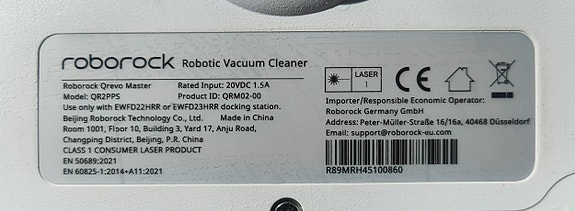 roborock Robotic Vacuum Cleaner
Roborock Qrevo Master Rated Input: 20VDC 1.5A
Model: QR2PPS Product ID: QRM02-00
Use only with EWFD22HRR or EWFD23HRR docking station.
Beijing Roborock Technology Co., Ltd. Made in China
Room 1001, Floor 10, Building 3, Yard 17, Anju Road,
Changping District, Beijing, P.R. China
CLASS 1 CONSUMER LASER PRODUCT
EN 50689:2021
EN 60825-1:2014+A11:2021
LASER
1
CE
Importer/Responsible Economic Operator:
Roborock Germany GmbH
Address: Peter-Müller-Straße 16/16a, 40468 Düsseldorf
Email: support@roborock-eu.com
R89MRH45100860